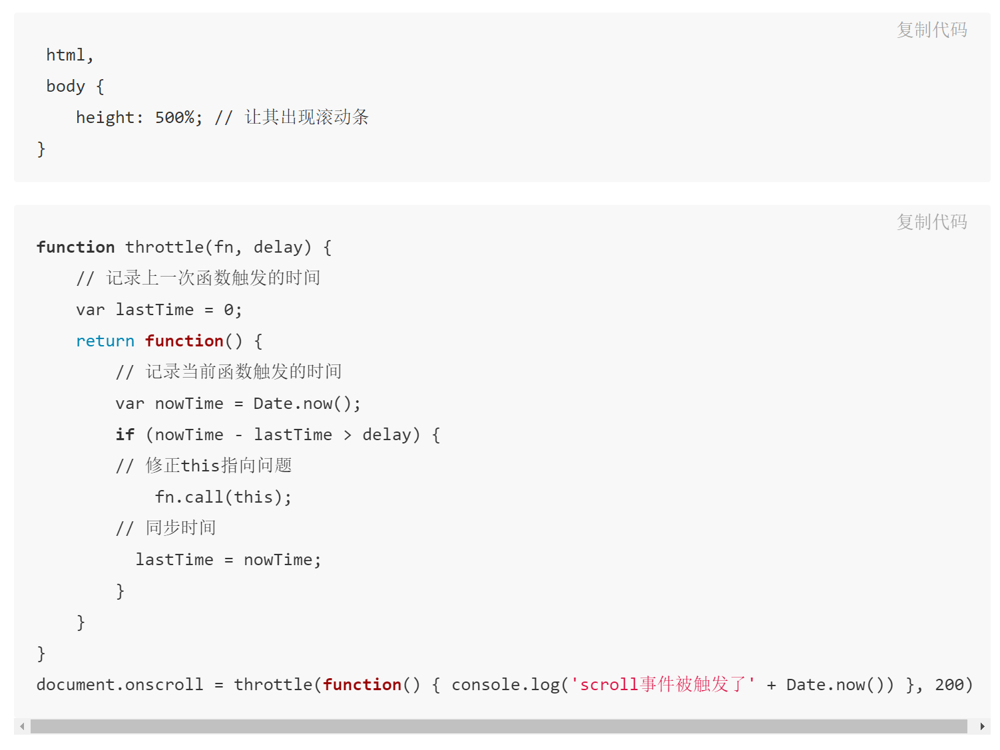 复制代码
html,
body {
height: 500%; // 让其出现滚动条
}
复制代码
function throttle(fn, delay) {
// 记录上一次函数触发的时间
var lastTime = 0;
return function() {
// 记录当前函数触发的时间
var nowTime = Date.now();
if (nowTime - lastTime > delay) {
// 修正this指向问题
fn.call(this);
// 同步时间
lastTime = nowTime;
}
}
}
document.onscroll = throttle(function() { console.log('scroll事件被触发了' + Date.now()) }, 200)